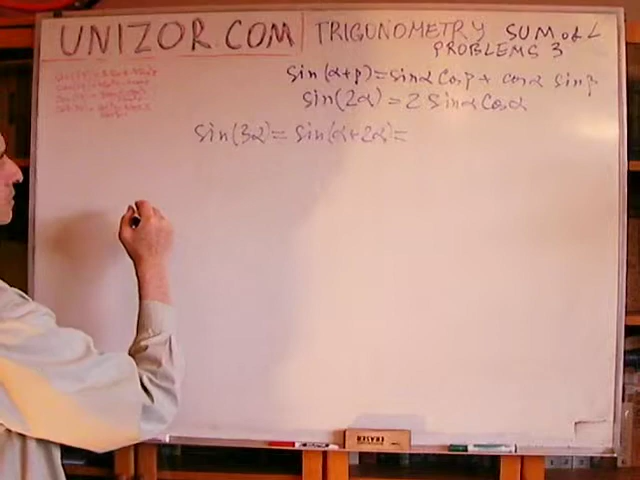 UNIZOR.COM
TRIGONOMETRY SUM of ∠
PROBLEMS 3
sin(α+β)=sinα cosβ + cosα sinβ
sin(2α)=2 sinα cosα
sin(3α)= sin(α+2α)=
ERASER